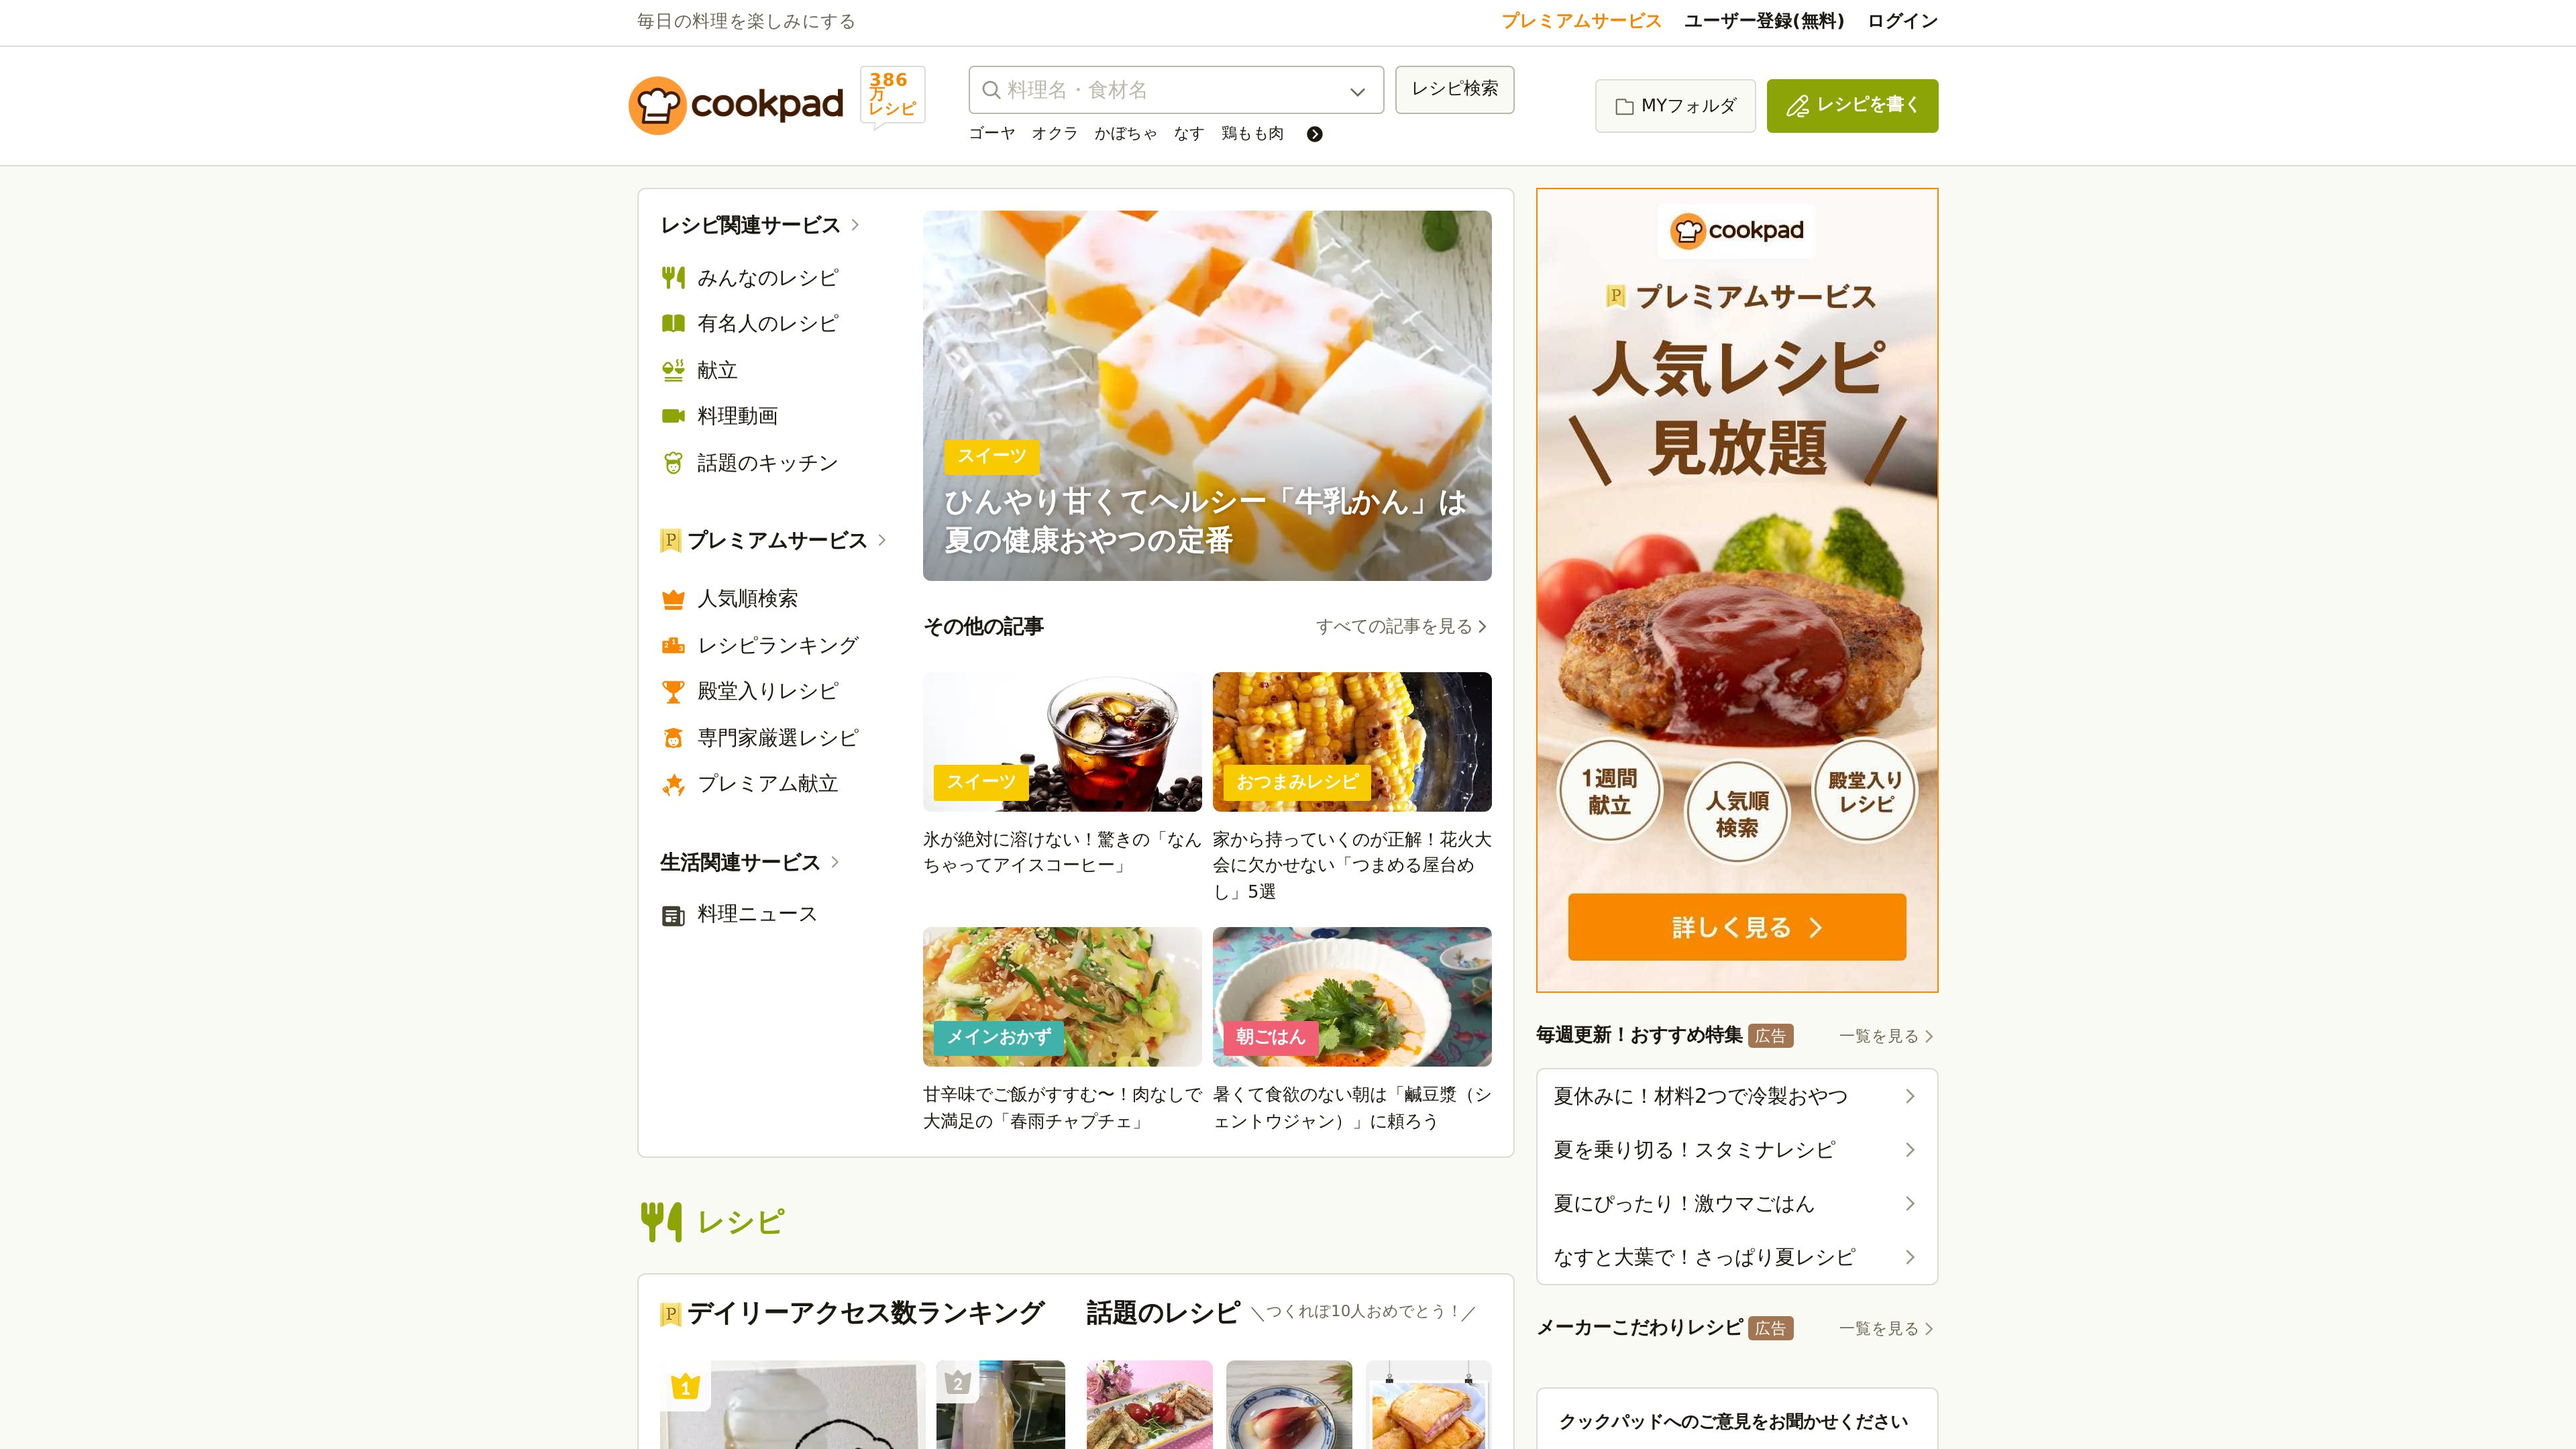 毎日の料理を楽しみにする
プレミアムサービス ユーザー登録(無料) ログイン
cookpad
386
万
レシピ
料理名・食材名
レシピ検索
ゴーヤ オクラ かぼちゃ なす 鶏もも肉
MYフォルダ
レシピを書く
レシピ関連サービス
みんなのレシピ
有名人のレシピ
献立
料理動画
話題のキッチン
プレミアムサービス
人気順検索
レシピランキング
殿堂入りレシピ
専門家厳選レシピ
プレミアム献立
生活関連サービス
料理ニュース
スイーツ
ひんやり甘くてヘルシー「牛乳かん」は
夏の健康おやつの定番
その他の記事
すべての記事を見る
スイーツ
氷が絶対に溶けない！驚きの「なん
ちゃってアイスコーヒー」
おつまみレシピ
家から持っていくのが正解！花火大
会に欠かせない「つまめる屋台め
し」5選
メインおかず
甘辛味でご飯がすすむ〜！肉なしで
大満足の「春雨チャプチェ」
朝ごはん
暑くて食欲のない朝は「鹹豆漿（シ
ェントウジャン）」に頼ろう
cookpad
P プレミアムサービス
人気レシピ
見放題
1週間
献立
人気順
検索
殿堂入り
レシピ
詳しく見る
毎週更新！おすすめ特集 広告 一覧を見る
夏休みに！材料2つで冷製おやつ
夏を乗り切る！スタミナレシピ
夏にぴったり！激ウマごはん
なすと大葉で！さっぱり夏レシピ
メーカーこだわりレシピ 広告 一覧を見る
クックパッドへのご意見をお聞かせください
レシピ
P デイリーアクセス数ランキング
1
2
話題のレシピ ＼つくれぽ10人おめでとう！／